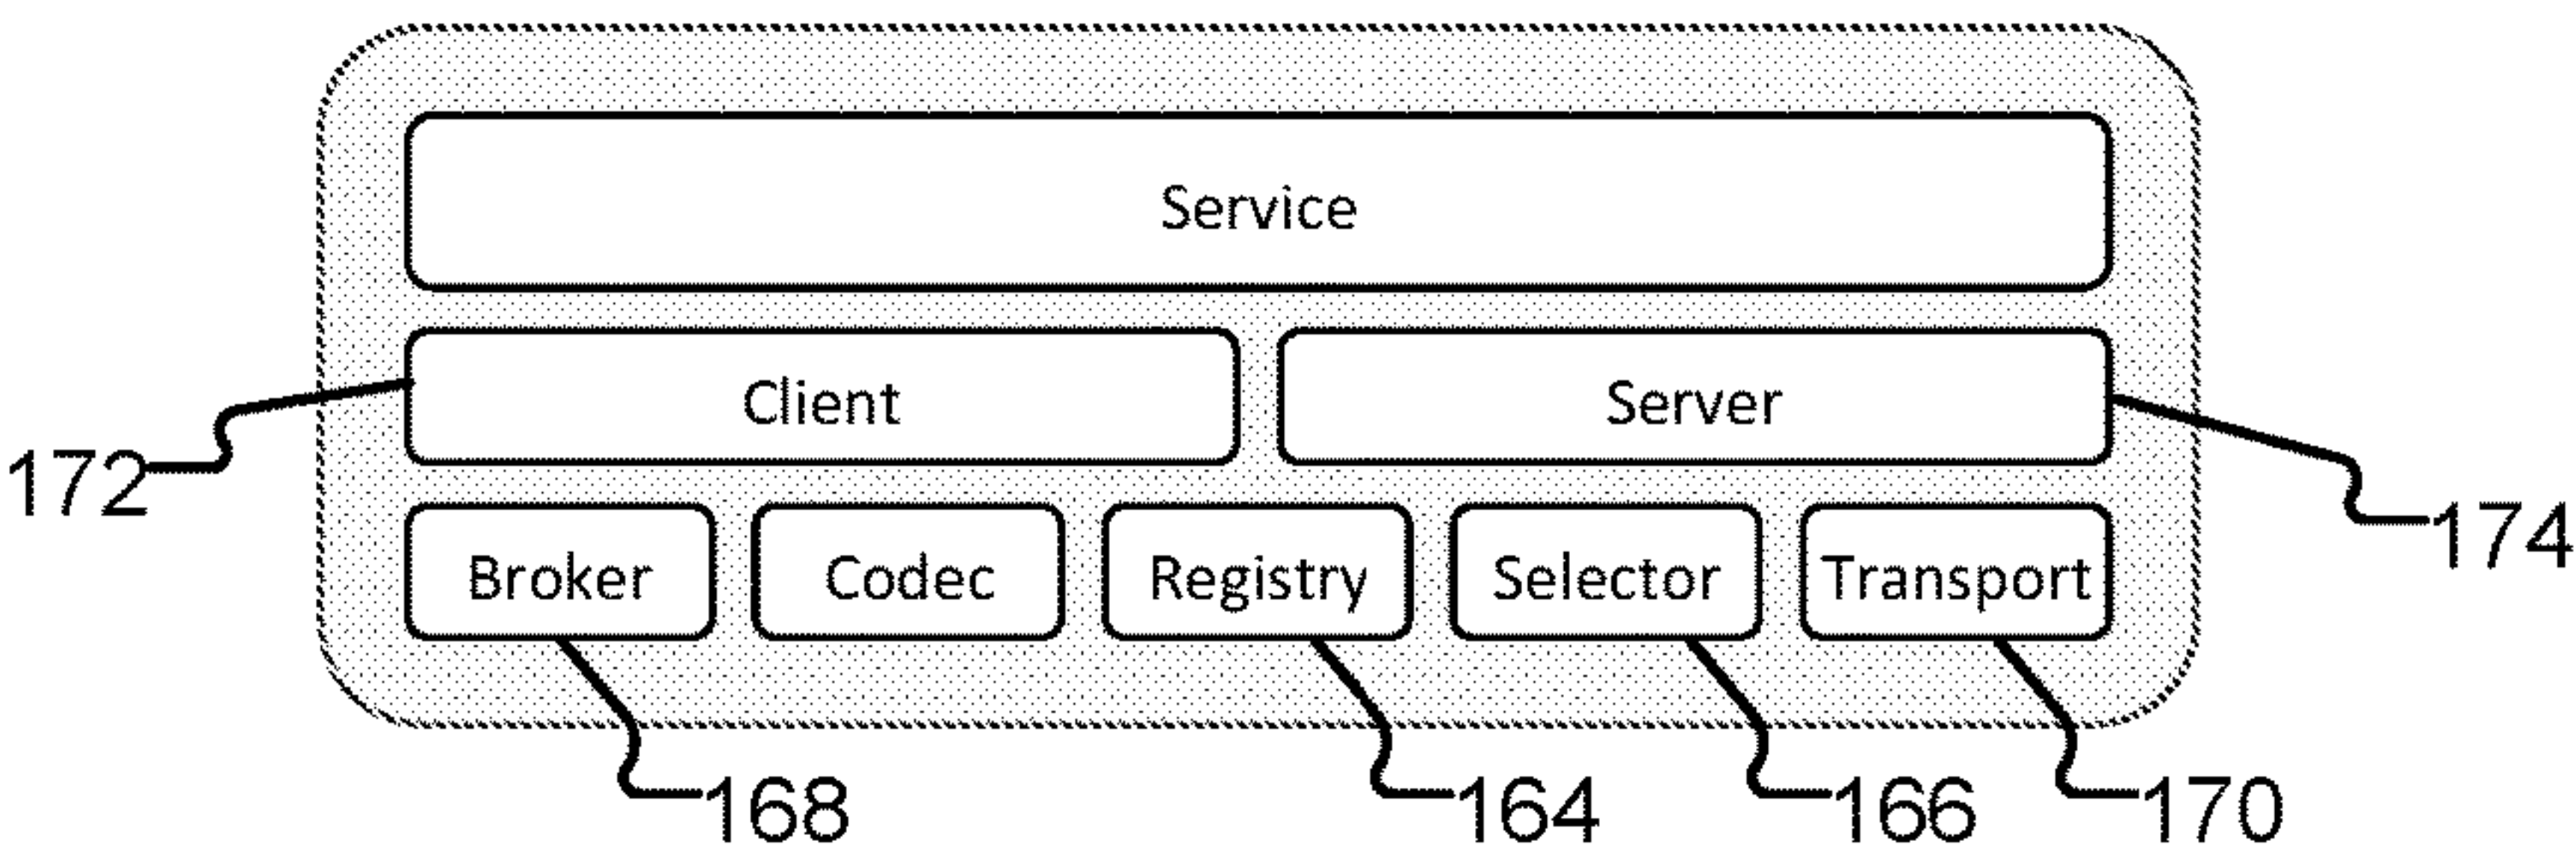 Service
Client Server
172
174
Broker Codec Registry Selector Transport
168 164 166 170